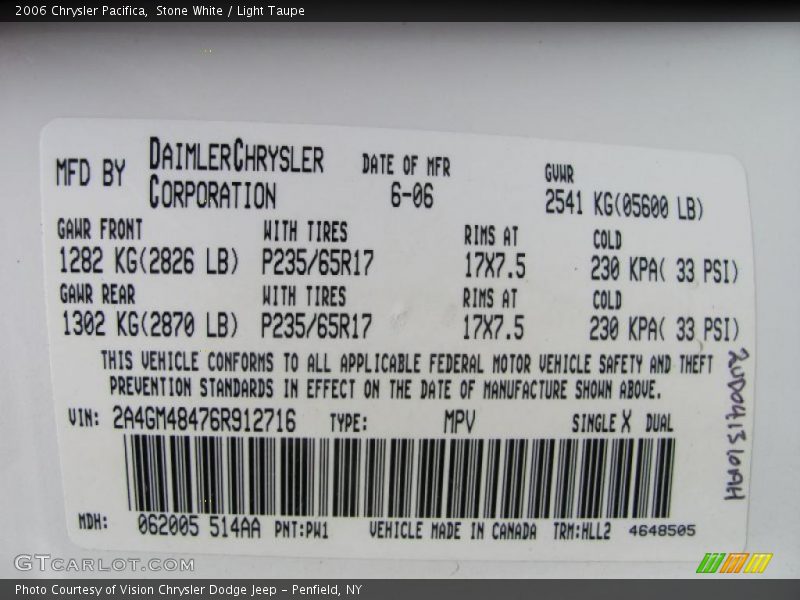 2006 Chrysler Pacifica,  Stone White / Light Taupe
MFD BY DAIMLERCHRYSLER CORPORATION DATE OF MFR 6-06 GVWR 2541 KG(05600 LB)
GAWR FRONT WITH TIRES RIMS AT COLD
1282 KG(2826 LB) P235/65R17 17X7.5 230 KPA( 33 PSI)
GAWR REAR WITH TIRES RIMS AT COLD
1302 KG(2870 LB) P235/65R17 17X7.5 230 KPA( 33 PSI)
THIS VEHICLE CONFORMS TO ALL APPLICABLE FEDERAL MOTOR VEHICLE SAFETY AND THEFT
PREVENTION STANDARDS IN EFFECT ON THE DATE OF MANUFACTURE SHOWN ABOVE.
VIN: 2A4GM48476R912716 TYPE: MPV SINGLE X DUAL
MDH: 062005 514AA PNT:PW1 VEHICLE MADE IN CANADA TRM:HLL2 4648505
GTCARLOT.COM
Photo Courtesy of Vision Chrysler Dodge Jeep - Penfield, NY